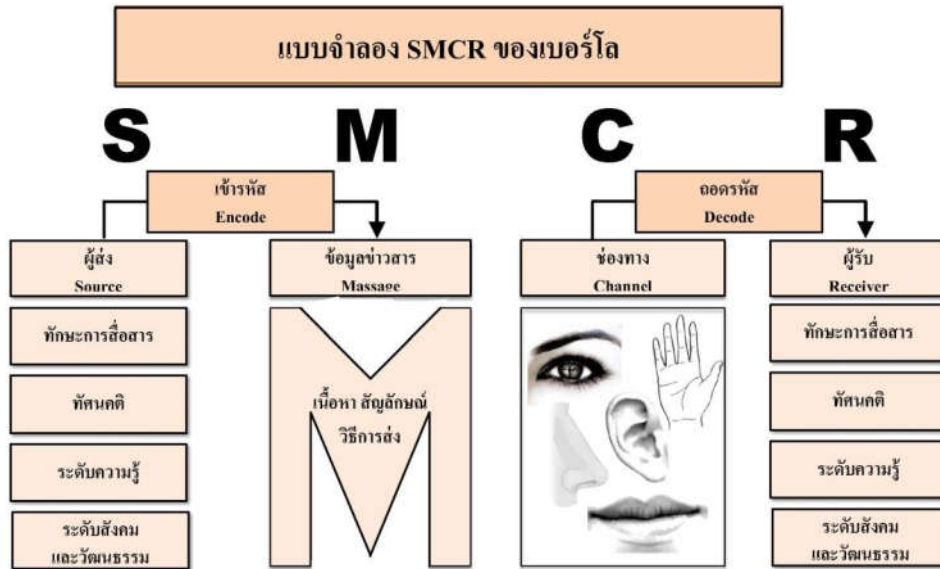 แบบจำลอง SMCR ของเบอร์โล
S
M
C
R
เข้ารหัส
Encode
ถอดรหัส
Decode
ผู้ส่ง
Source
ข้อมูลข่าวสาร
Massage
ช่องทาง
Channel
ผู้รับ
Receiver
ทักษะการสื่อสาร
ทัศนคติ
ระดับความรู้
ระดับสังคม
และวัฒนธรรม
เนื้อหา สัญลักษณ์
วิธีการส่ง
ทักษะการสื่อสาร
ทัศนคติ
ระดับความรู้
ระดับสังคม
และวัฒนธรรม